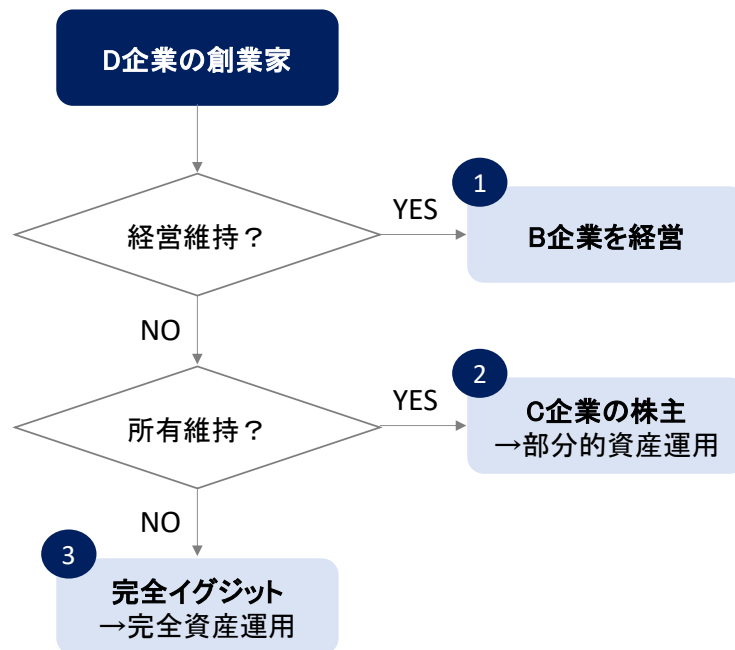 D企業の創業家
経営維持？
YES
1
B企業を経営
NO
所有維持？
YES
2
C企業の株主
→部分的資産運用
NO
3
完全イグジット
→完全資産運用